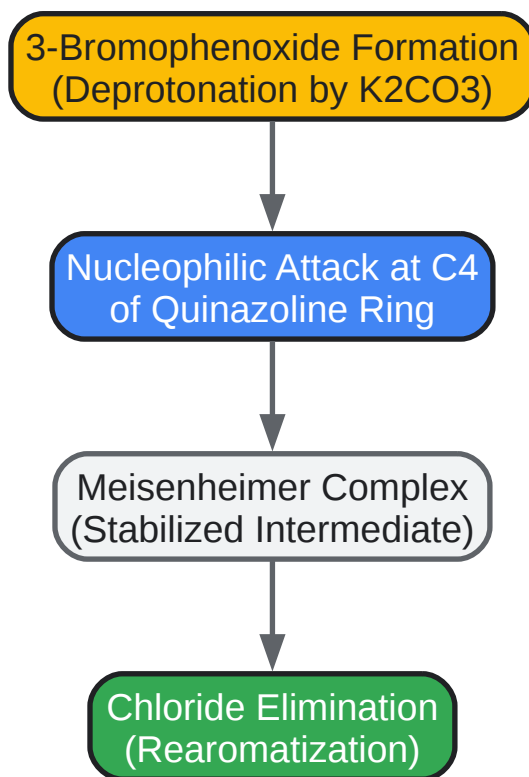 3-Bromophenoxide Formation
(Deprotonation by K2CO3)
Nucleophilic Attack at C4
of Quinazoline Ring
Meisenheimer Complex
(Stabilized Intermediate)
Chloride Elimination
(Rearomatization)